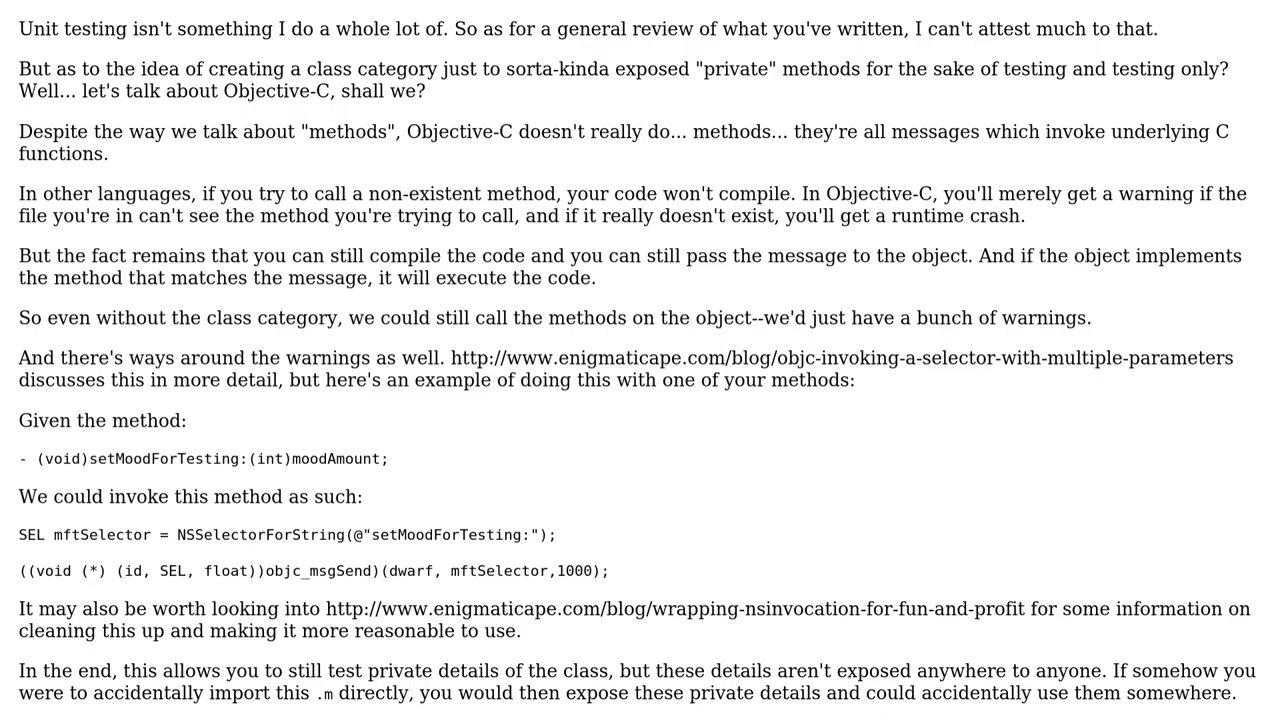 Unit testing isn't something I do a whole lot of. So as for a general review of what you've written, I can't attest much to that.
But as to the idea of creating a class category just to sorta-kinda exposed "private" methods for the sake of testing and testing only?
Well... let's talk about Objective-C, shall we?
Despite the way we talk about "methods", Objective-C doesn't really do... methods... they're all messages which invoke underlying C
functions.
In other languages, if you try to call a non-existent method, your code won't compile. In Objective-C, you'll merely get a warning if the
file you're in can't see the method you're trying to call, and if it really doesn't exist, you'll get a runtime crash.
But the fact remains that you can still compile the code and you can still pass the message to the object. And if the object implements
the method that matches the message, it will execute the code.
So even without the class category, we could still call the methods on the object--we'd just have a bunch of warnings.
And there's ways around the warnings as well. http://www.enigmaticape.com/blog/objc-invoking-a-selector-with-multiple-parameters
discusses this in more detail, but here's an example of doing this with one of your methods:
Given the method:
- (void)setMoodForTesting:(int)moodAmount;
We could invoke this method as such:
SEL mftSelector = NSSelectorForString(@"setMoodForTesting:");
((void (*) (id, SEL, float))objc_msgSend)(dwarf, mftSelector,1000);
It may also be worth looking into http://www.enigmaticape.com/blog/wrapping-nsinvocation-for-fun-and-profit for some information on
cleaning this up and making it more reasonable to use.
In the end, this allows you to still test private details of the class, but these details aren't exposed anywhere to anyone. If somehow you
were to accidentally import this .m directly, you would then expose these private details and could accidentally use them somewhere.